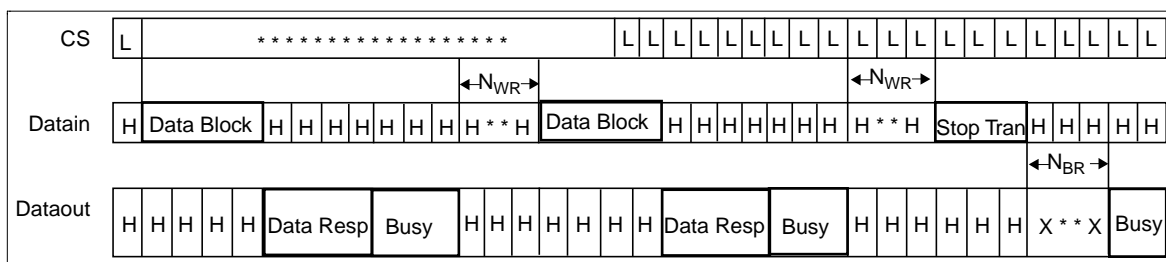 CS L * * * * * * * * * * * * * * * * * * L L L L L L L L L L L L L L L L L L L L
NWR NWR
Datain H Data Block H H H H H H H H * * H Data Block H H H H H H H H * * H Stop Tran H H H H H
NBR
Dataout H H H H H Data Resp Busy H H H H H H H Data Resp Busy H H H H H H X * * X Busy